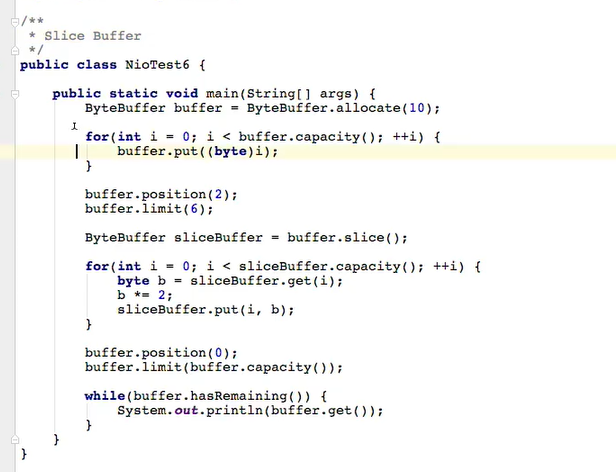 /**
 * Slice Buffer
 */
public class NioTest6 {
    public static void main(String[] args) {
        ByteBuffer buffer = ByteBuffer.allocate(10);
        for(int i = 0; i < buffer.capacity(); ++i) {
            buffer.put((byte)i);
        }
        buffer.position(2);
        buffer.limit(6);
        ByteBuffer sliceBuffer = buffer.slice();
        for(int i = 0; i < sliceBuffer.capacity(); ++i) {
            byte b = sliceBuffer.get(i);
            b *= 2;
            sliceBuffer.put(i, b);
        }
        buffer.position(0);
        buffer.limit(buffer.capacity());
        while(buffer.hasRemaining()) {
            System.out.println(buffer.get());
        }
    }
}